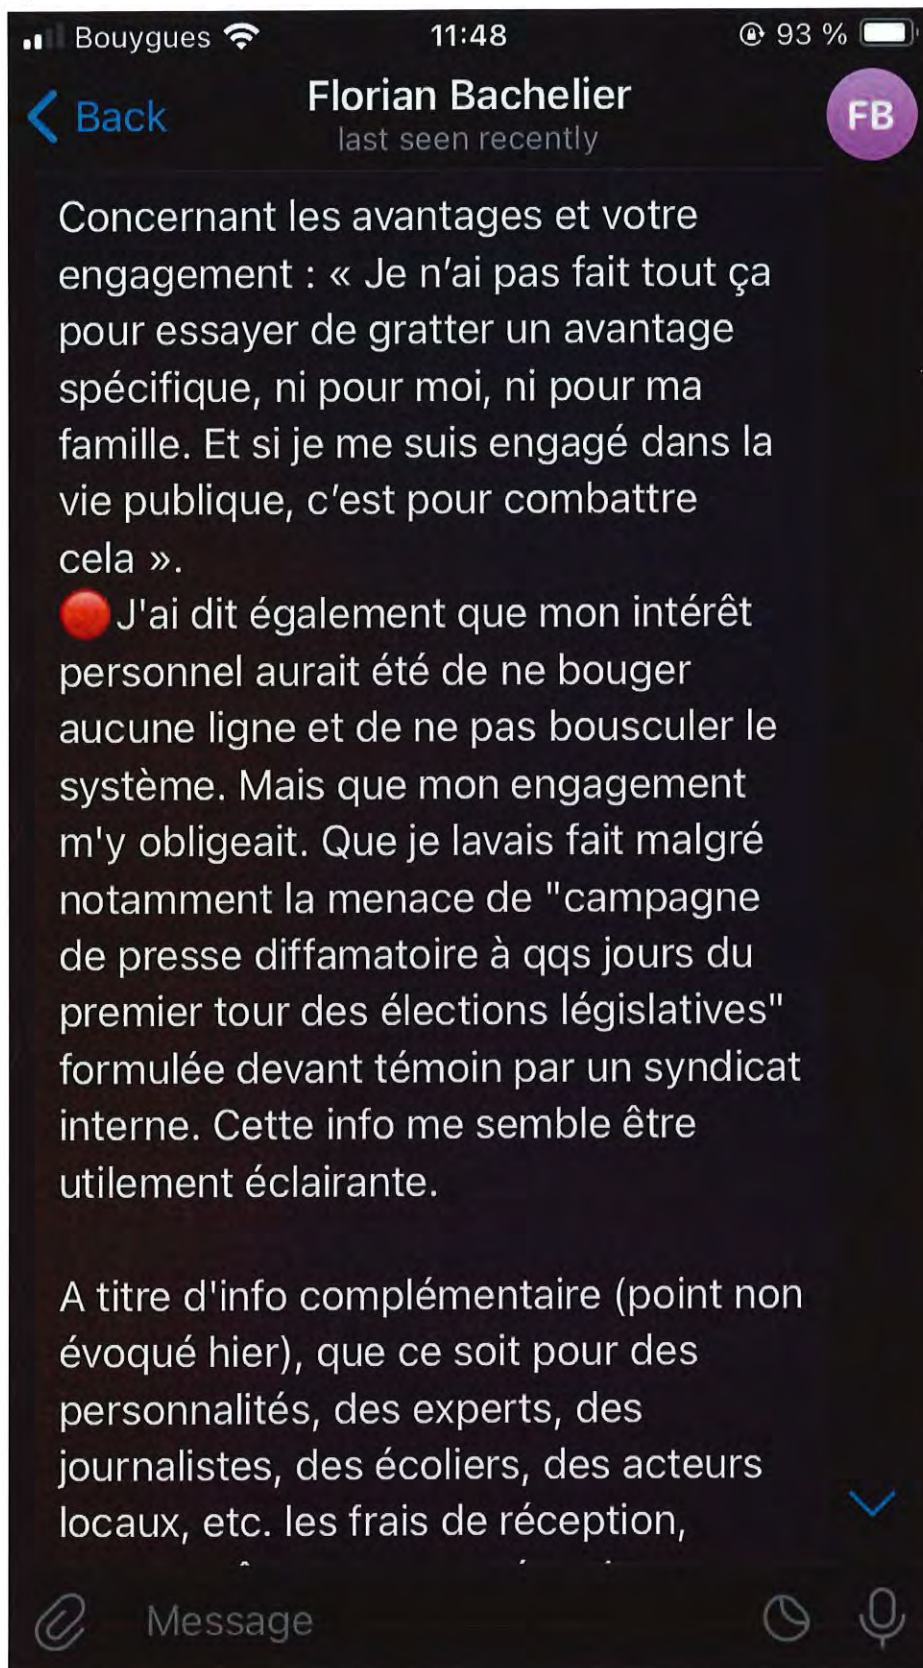 Bouygues 11:48 93 %
Back Florian Bachelier FB
last seen recently
Concernant les avantages et votre
engagement : « Je n'ai pas fait tout ça
pour essayer de gratter un avantage
spécifique, ni pour moi, ni pour ma
famille. Et si je me suis engagé dans la
vie publique, c'est pour combattre
cela ».
🔴J'ai dit également que mon intérêt
personnel aurait été de ne bouger
aucune ligne et de ne pas bousculer le
système. Mais que mon engagement
m'y obligeait. Que je lavais fait malgré
notamment la menace de "campagne
de presse diffamatoire à qqs jours du
premier tour des élections législatives"
formulée devant témoin par un syndicat
interne. Cette info me semble être
utilement éclairante.
A titre d'info complémentaire (point non
évoqué hier), que ce soit pour des
personnalités, des experts, des
journalistes, des écoliers, des acteurs
locaux, etc. les frais de réception,
Message